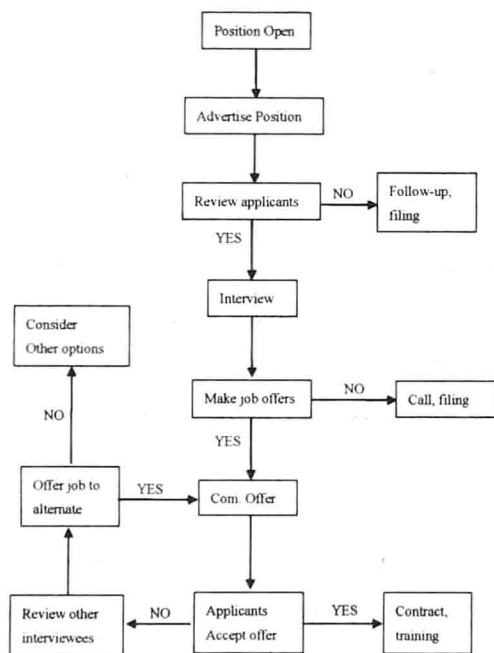 Position Open
Advertise Position
Review applicants
NO
Follow-up,
filing
YES
Interview
Consider
Other options
NO
Make job offers
NO
Call, filing
YES
Offer job to
alternate
YES
Com. Offer
Review other
interviewees
NO
Applicants
Accept offer
YES
Contract,
training